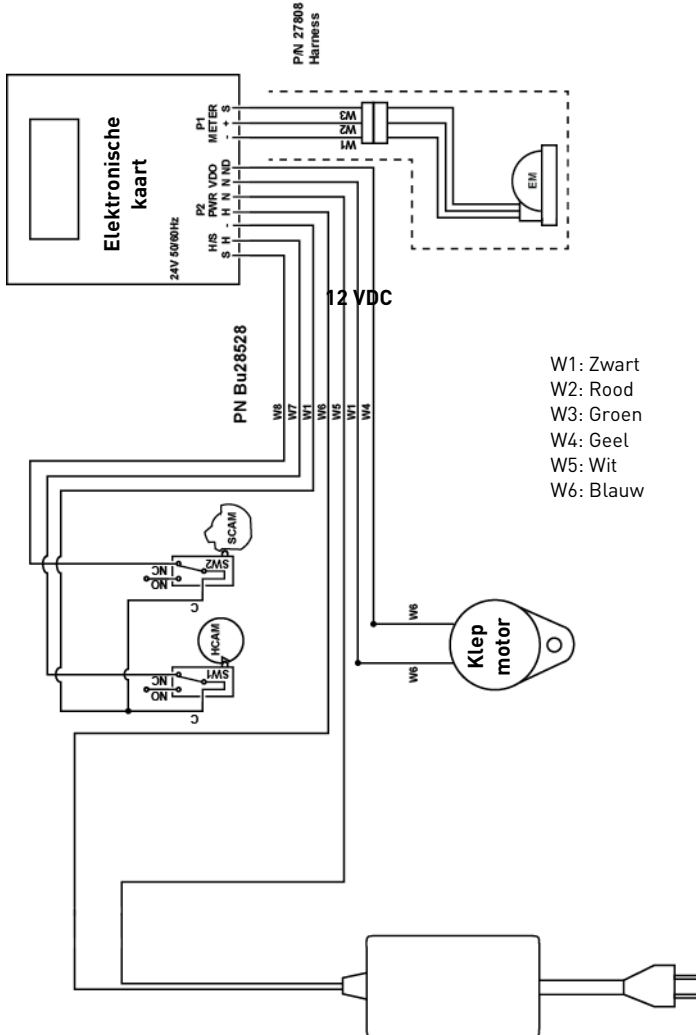 P/N 27808
Harness
Elektronische
kaart
24V 50/60Hz
P1
METER
- + S
P2
H/S PWR VDO
S H - H N N ND
W1
W2
W3
EM
12 VDC
PN Bu28528
W8
W7
W1
W6
W5
W1
W4
W1: Zwart
W2: Rood
W3: Groen
W4: Geel
W5: Wit
W6: Blauw
SCAM
SW2
NC
NO
C
HCAM
SW1
NC
NO
C
W6
W6
Klep
motor